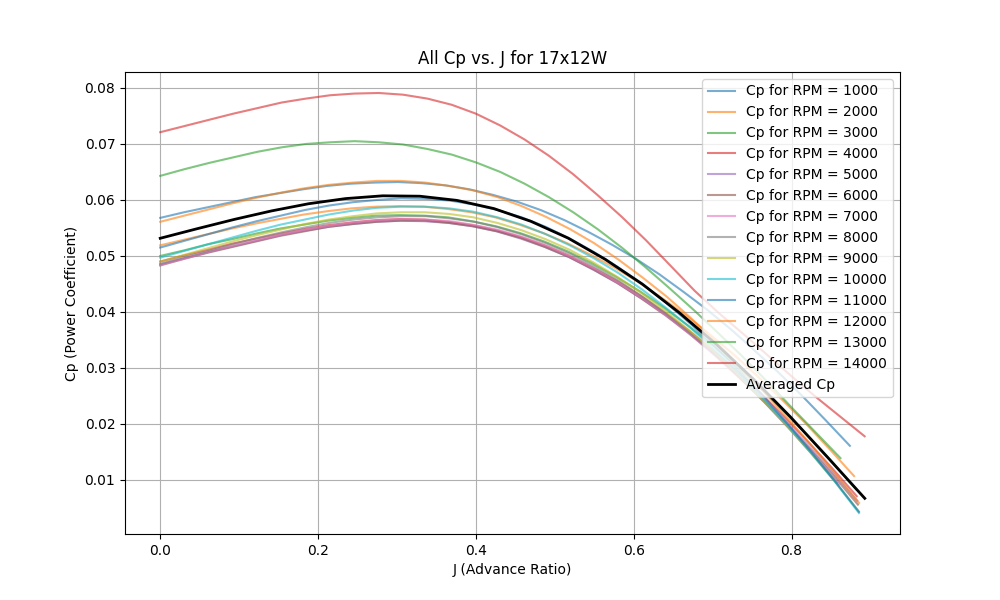 All Cp vs. J for 17x12W
Cp (Power Coefficient)
0.08
0.07
0.06
0.05
0.04
0.03
0.02
0.01
Cp for RPM = 1000
Cp for RPM = 2000
Cp for RPM = 3000
Cp for RPM = 4000
Cp for RPM = 5000
Cp for RPM = 6000
Cp for RPM = 7000
Cp for RPM = 8000
Cp for RPM = 9000
Cp for RPM = 10000
Cp for RPM = 11000
Cp for RPM = 12000
Cp for RPM = 13000
Cp for RPM = 14000
Averaged Cp
0.0
0.2
0.4
0.6
0.8
J (Advance Ratio)